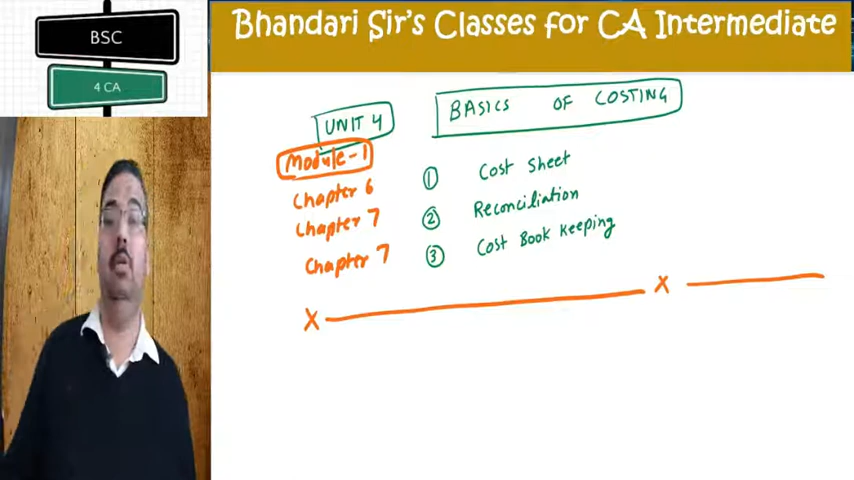 BSC
4 CA
Bhandari Sir's Classes for CA Intermediate
UNIT 4
BASICS OF COSTING
Module-1
Chapter 6 ① Cost Sheet
Chapter 7 ② Reconciliation
Chapter 7 ③ Cost Book Keeping
X X